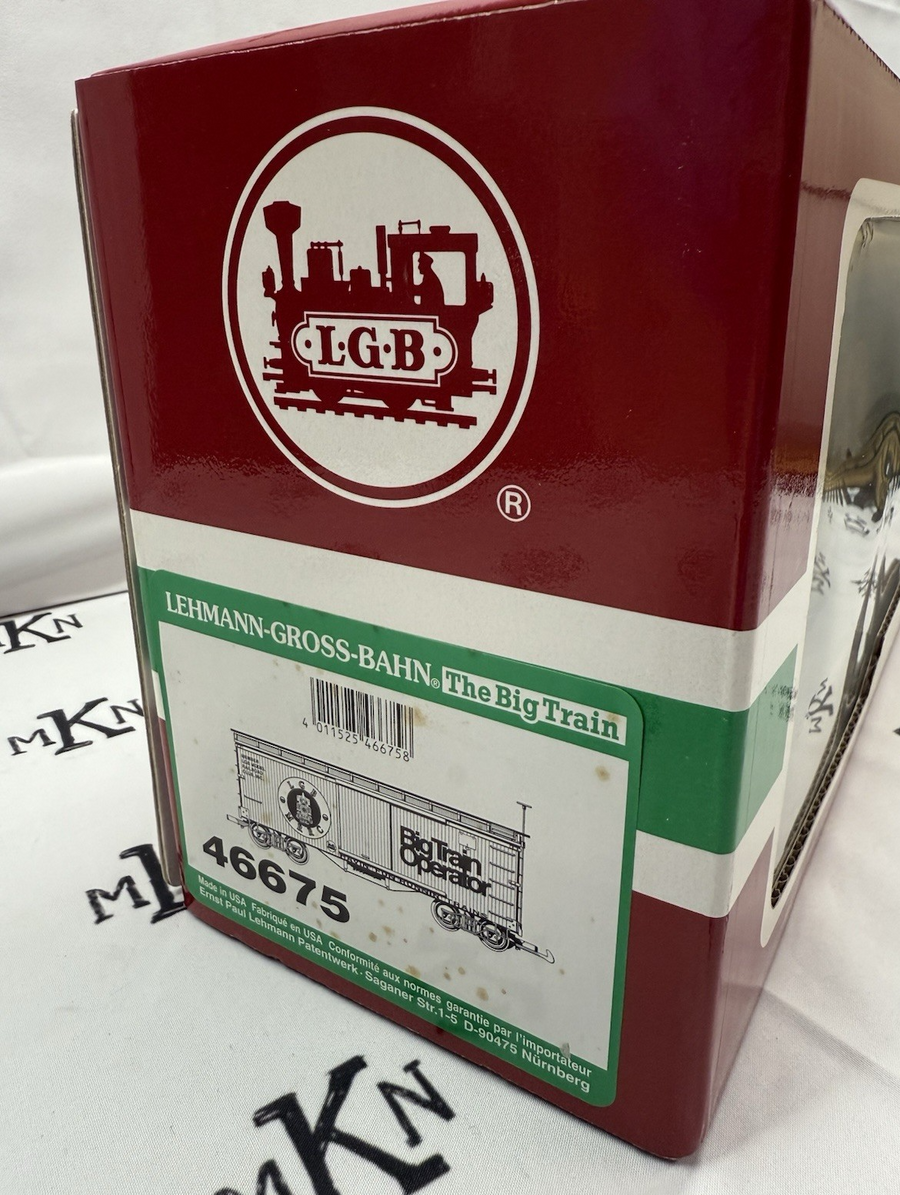 L·G·B
®
LEHMANN-GROSS-BAHN® The Big Train
4 011525 466758
LGB
MRRC
Big Train
Operator
46675
Made in USA Fabriqué en USA Conformité aux normes garantie par l'importateur
Ernst Paul Lehmann Patentwerk · Saganer Str.1-5 D-90475 Nürnberg
MKN
MKN
MKN